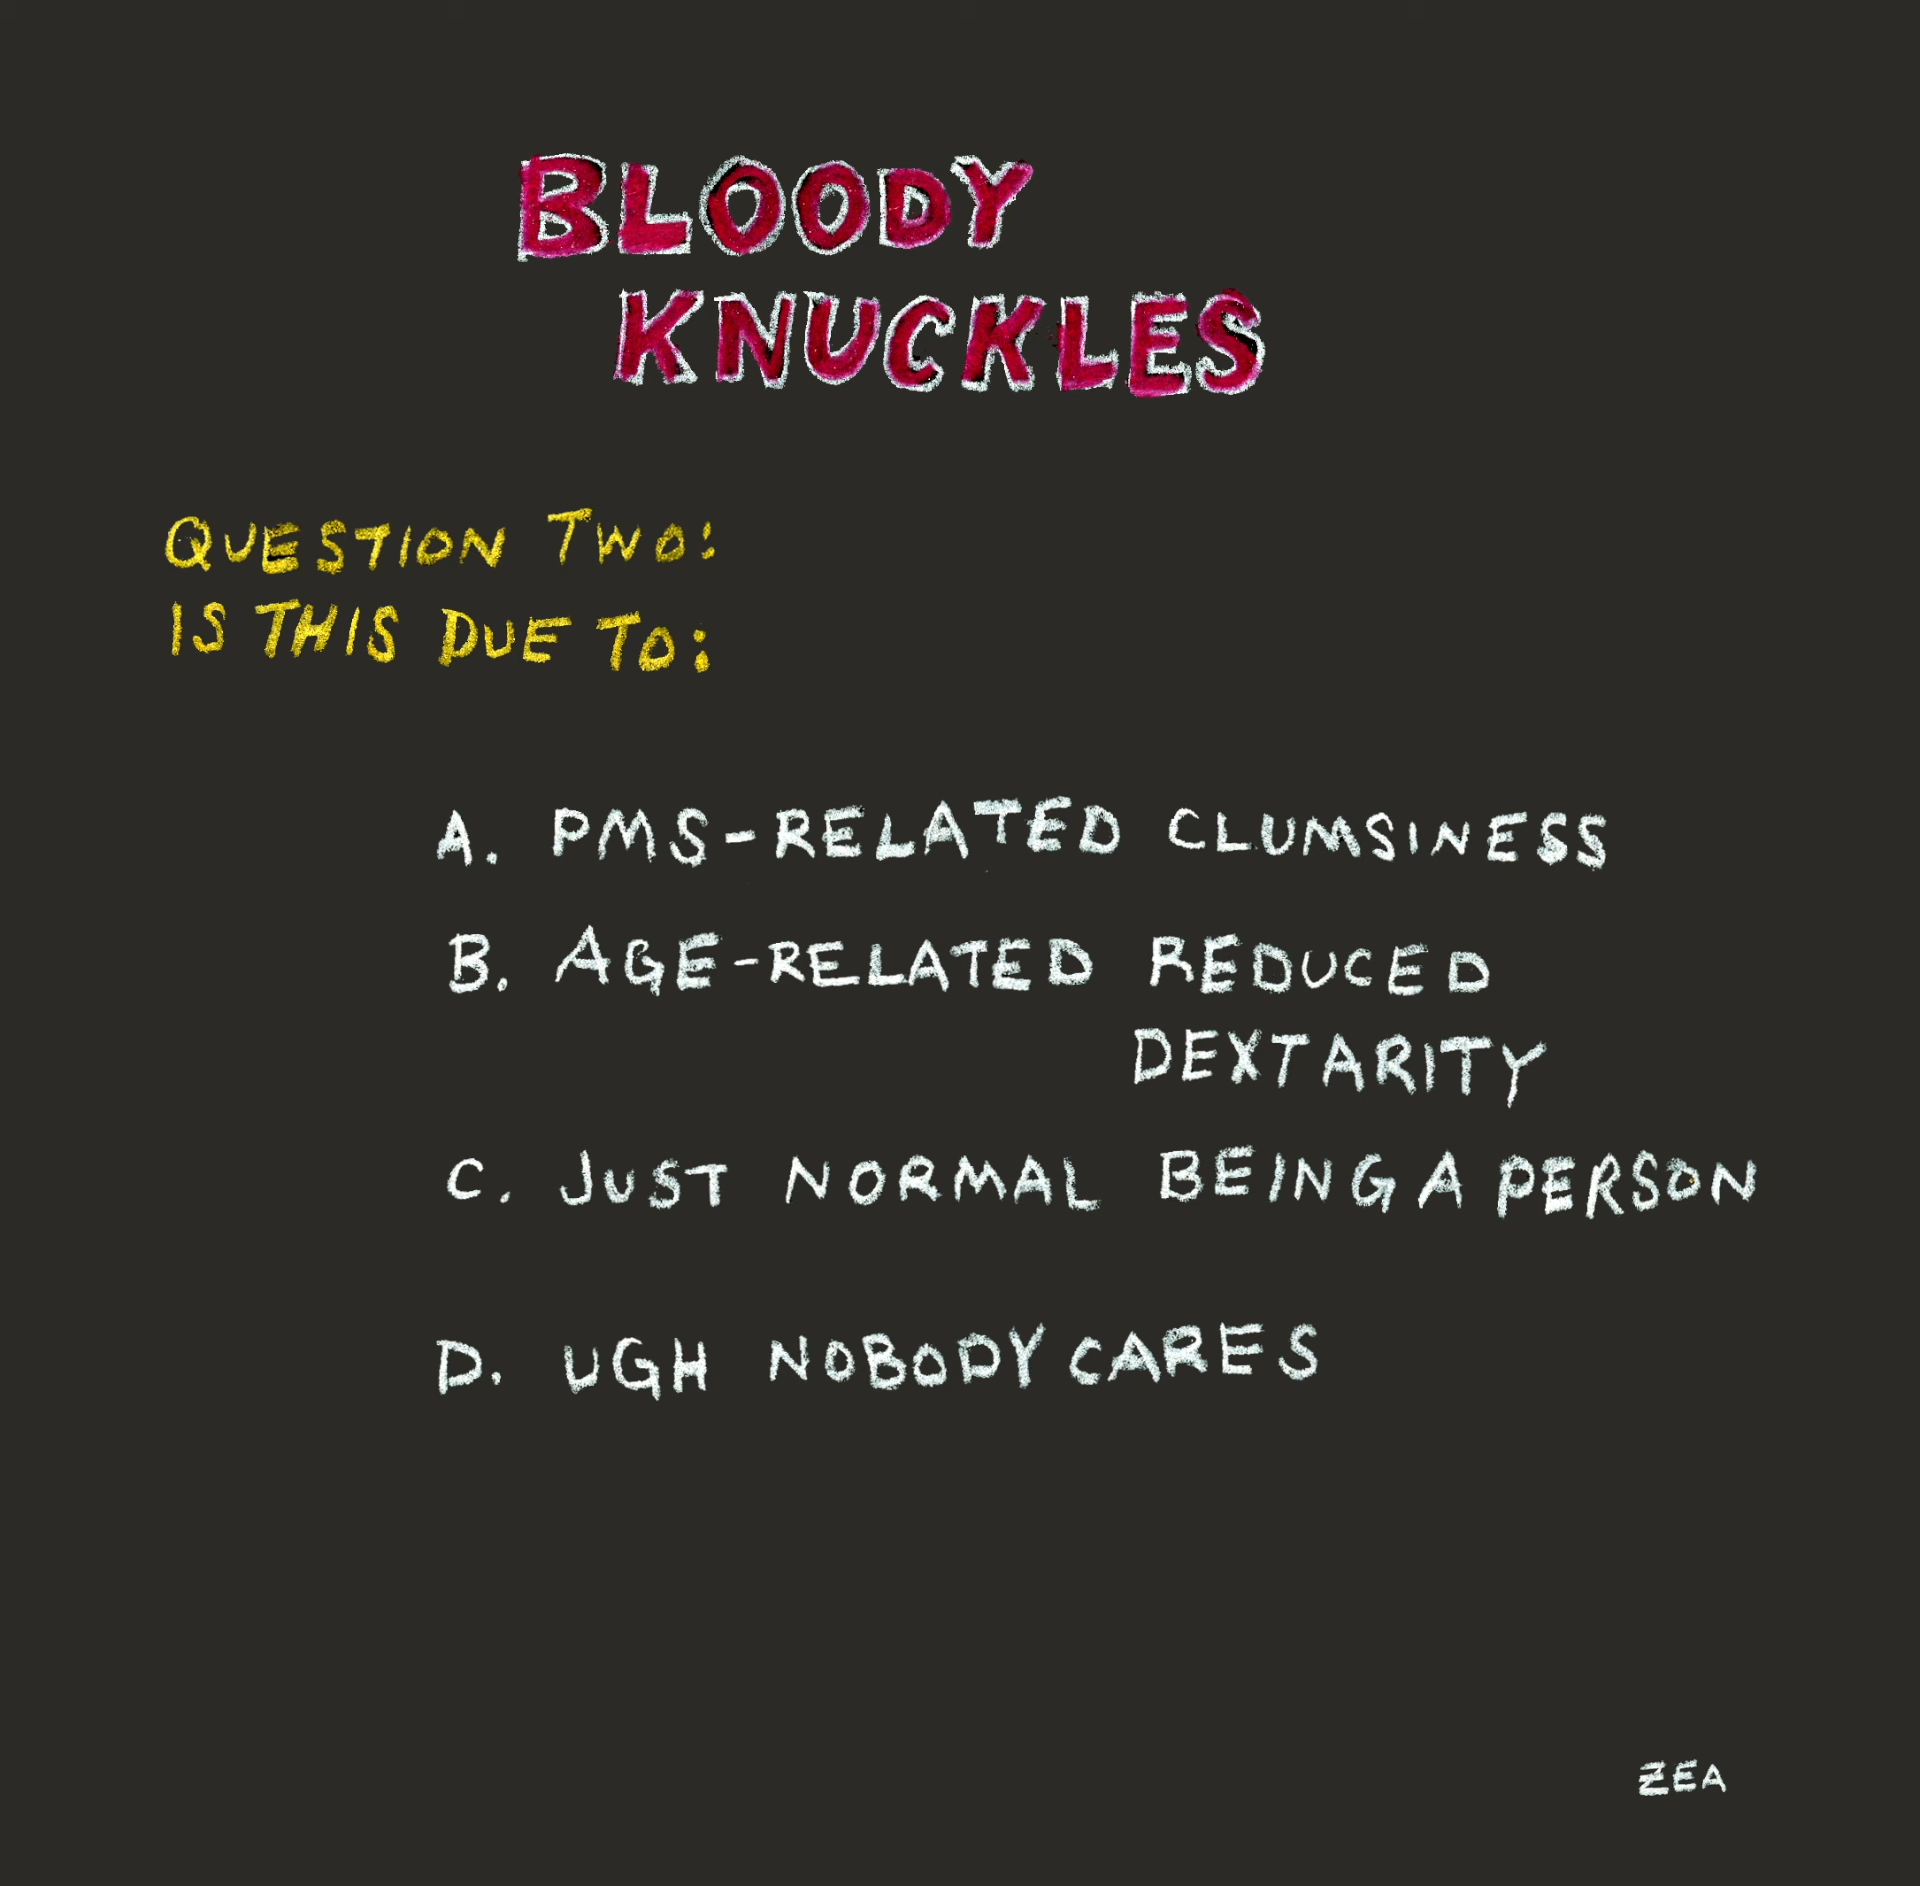 BLOODY
KNUCKLES
QUESTION TWO:
IS THIS DUE TO:
A. PMS-RELATED CLUMSINESS
B. AGE-RELATED REDUCED
DEXTARITY
C. JUST NORMAL BEING A PERSON
D. UGH NOBODY CARES
ZEA